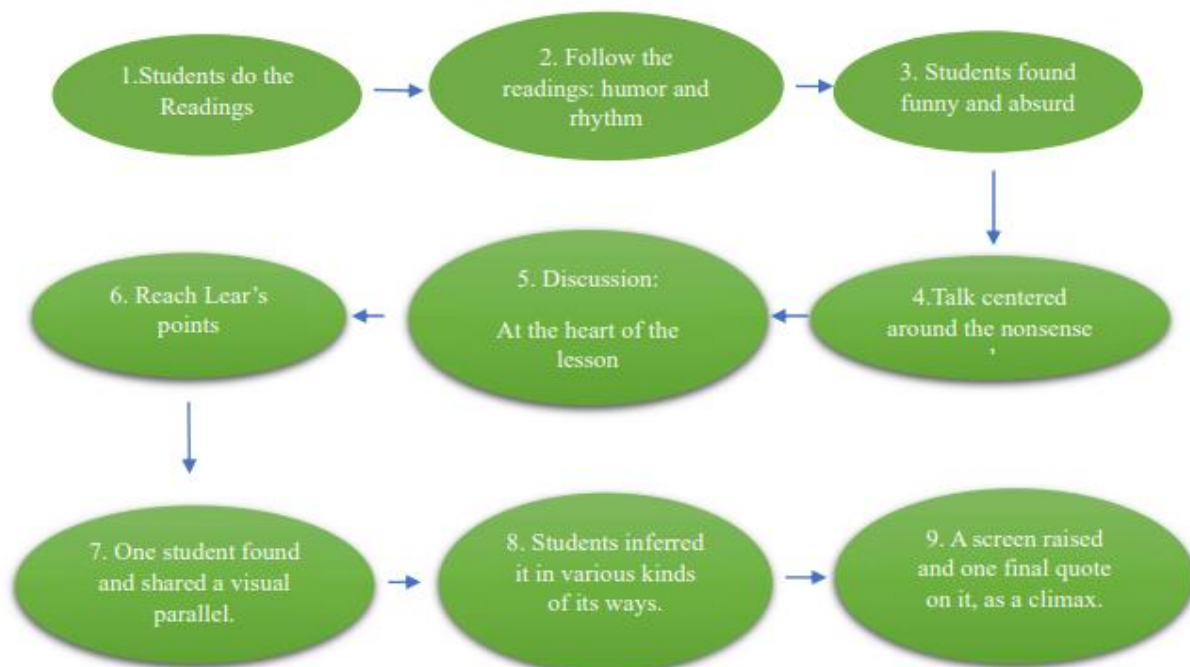 1.Students do the
Readings
2. Follow the
readings: humor and
rhythm
3. Students found
funny and absurd
4.Talk centered
around the nonsense
5. Discussion:
At the heart of the
lesson
6. Reach Lear’s
points
7. One student found
and shared a visual
parallel.
8. Students inferred
it in various kinds
of its ways.
9. A screen raised
and one final quote
on it, as a climax.